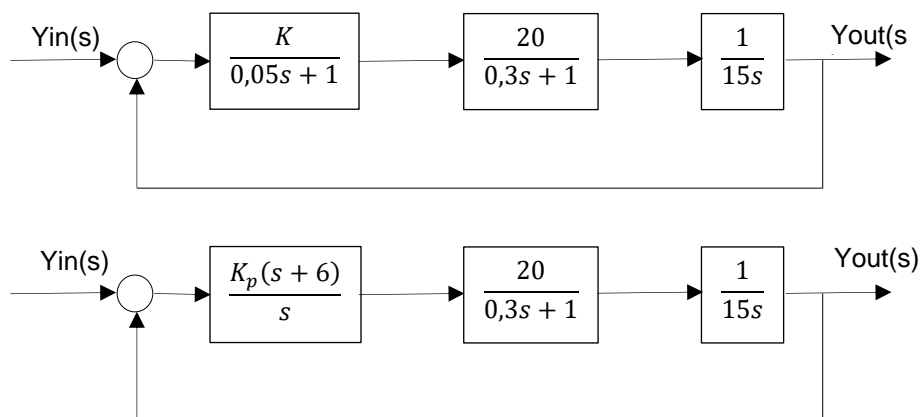 Yin(s)
K / 0,05s + 1
20 / 0,3s + 1
1 / 15s
Yout(s
Yin(s)
K_p(s + 6) / s
20 / 0,3s + 1
1 / 15s
Yout(s)